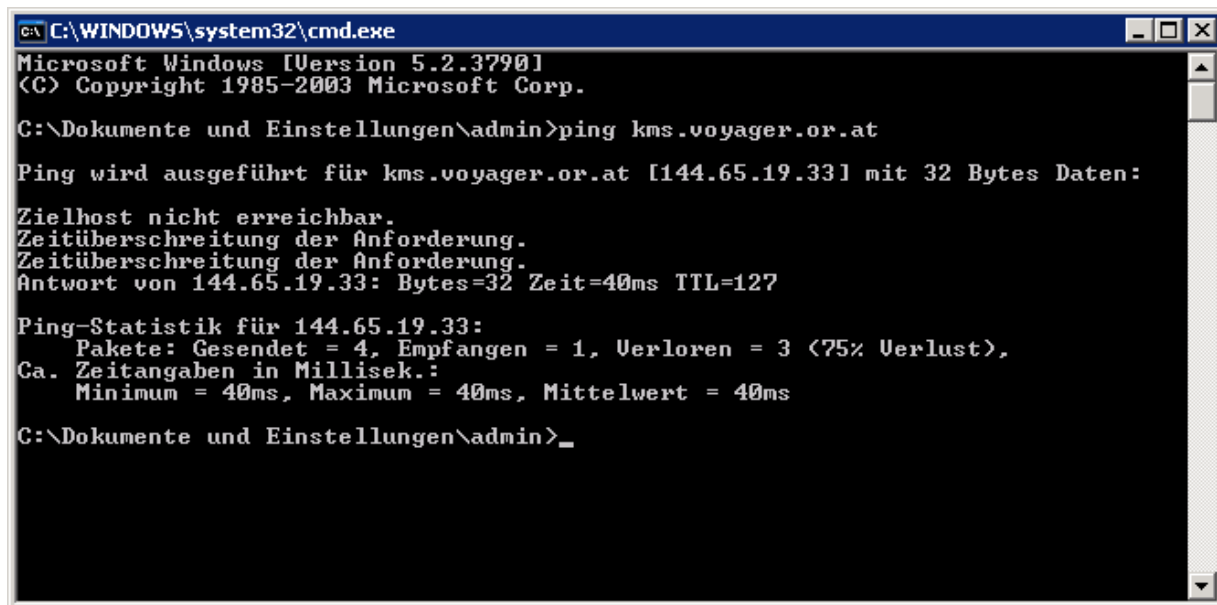 C:\WINDOWS\system32\cmd.exe
Microsoft Windows [Version 5.2.3790]
(C) Copyright 1985-2003 Microsoft Corp.
C:\Dokumente und Einstellungen\admin>ping kms.voyager.or.at
Ping wird ausgeführt für kms.voyager.or.at [144.65.19.33] mit 32 Bytes Daten:
Zielhost nicht erreichbar.
Zeitüberschreitung der Anforderung.
Zeitüberschreitung der Anforderung.
Antwort von 144.65.19.33: Bytes=32 Zeit=40ms TTL=127
Ping-Statistik für 144.65.19.33:
    Pakete: Gesendet = 4, Empfangen = 1, Verloren = 3 (75% Verlust),
Ca. Zeitangaben in Millisek.:
    Minimum = 40ms, Maximum = 40ms, Mittelwert = 40ms
C:\Dokumente und Einstellungen\admin>_